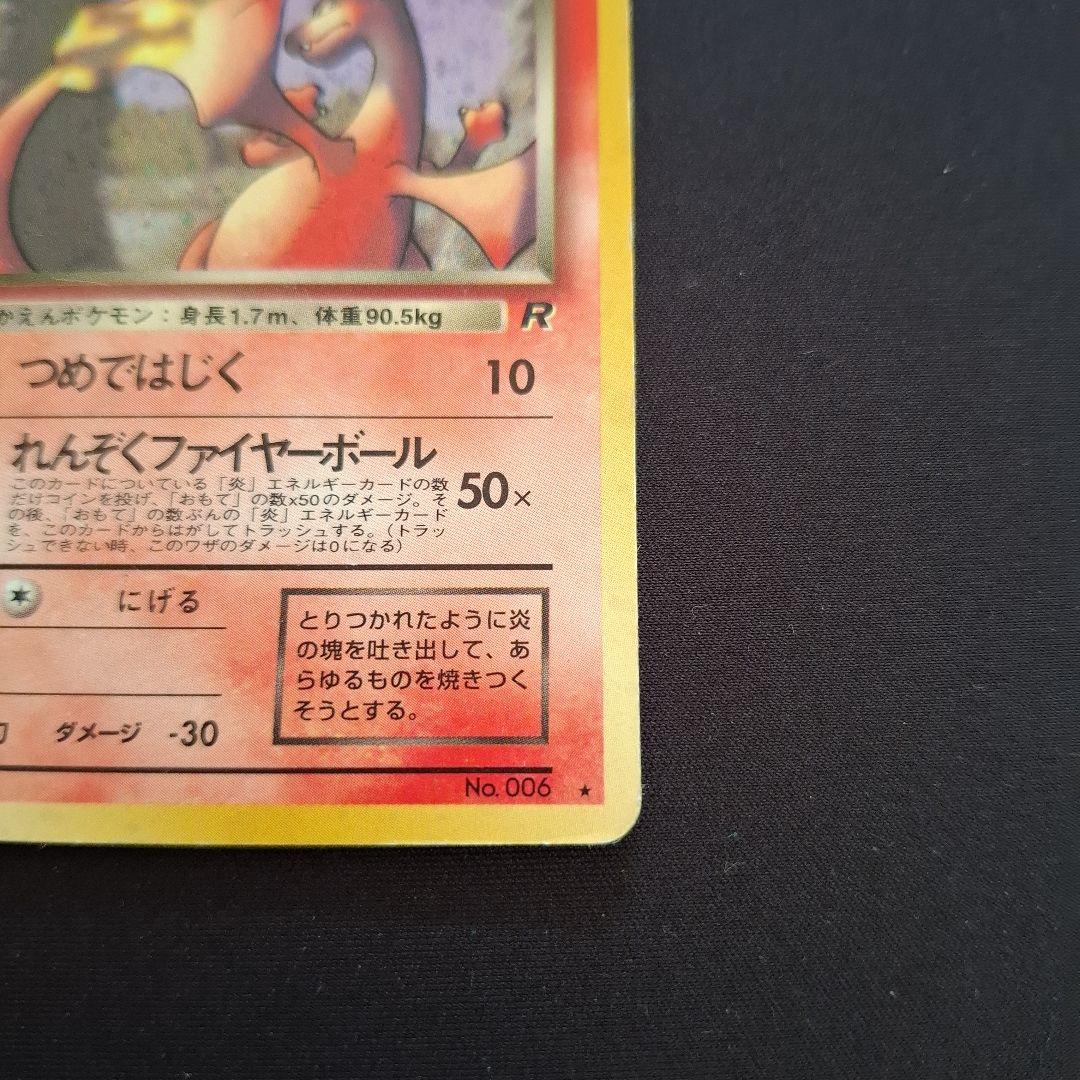 かえんポケモン：身長1.7m、体重90.5kg
R
つめではじく 10
れんぞくファイヤーボール
このカードについている「炎」エネルギーカードの数
だけコインを投げ、「おもて」の数x50のダメージ。そ
の後、「おもて」の数ぶんの「炎」エネルギーカード
を、このカードからはがしてトラッシュする。（トラッ
シュできない時、このワザのダメージは0になる）
50×
にげる
とりつかれたように炎
の塊を吐き出して、あ
らゆるものを焼きつく
そうとする。
ダメージ -30
No. 006 ★